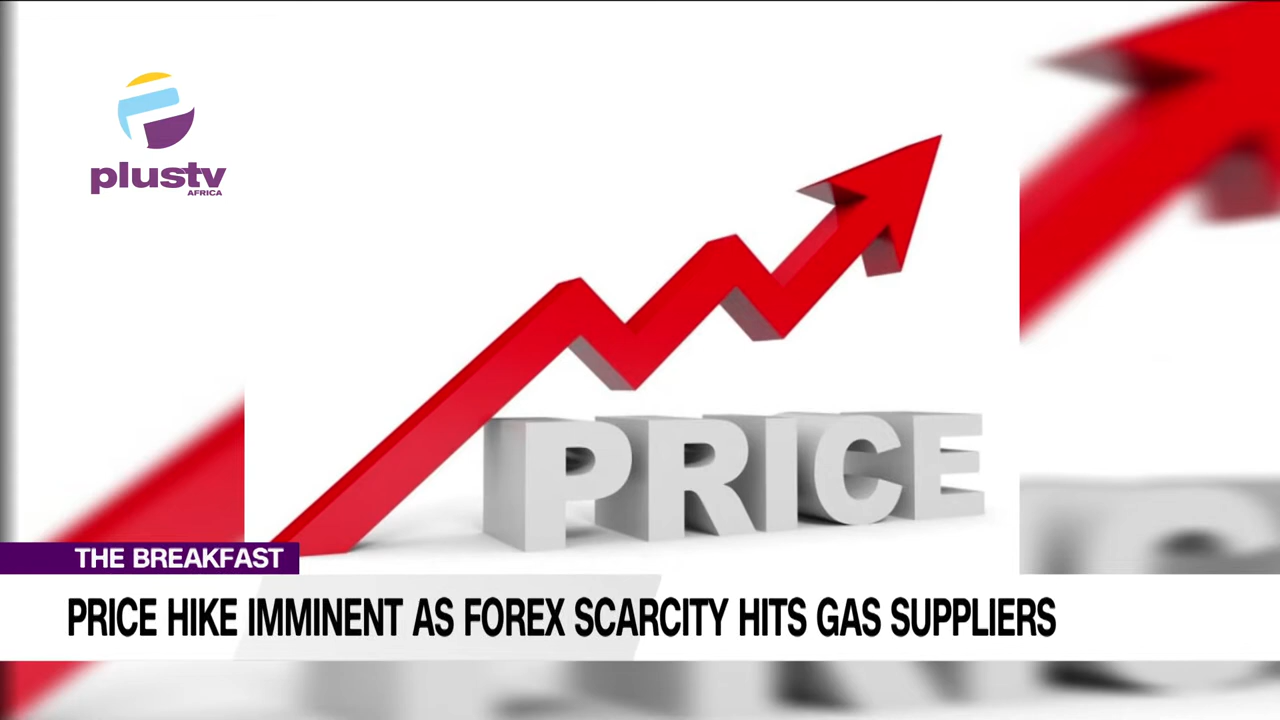 plustv
AFRICA
PRICE
THE BREAKFAST
PRICE HIKE IMMINENT AS FOREX SCARCITY HITS GAS SUPPLIERS